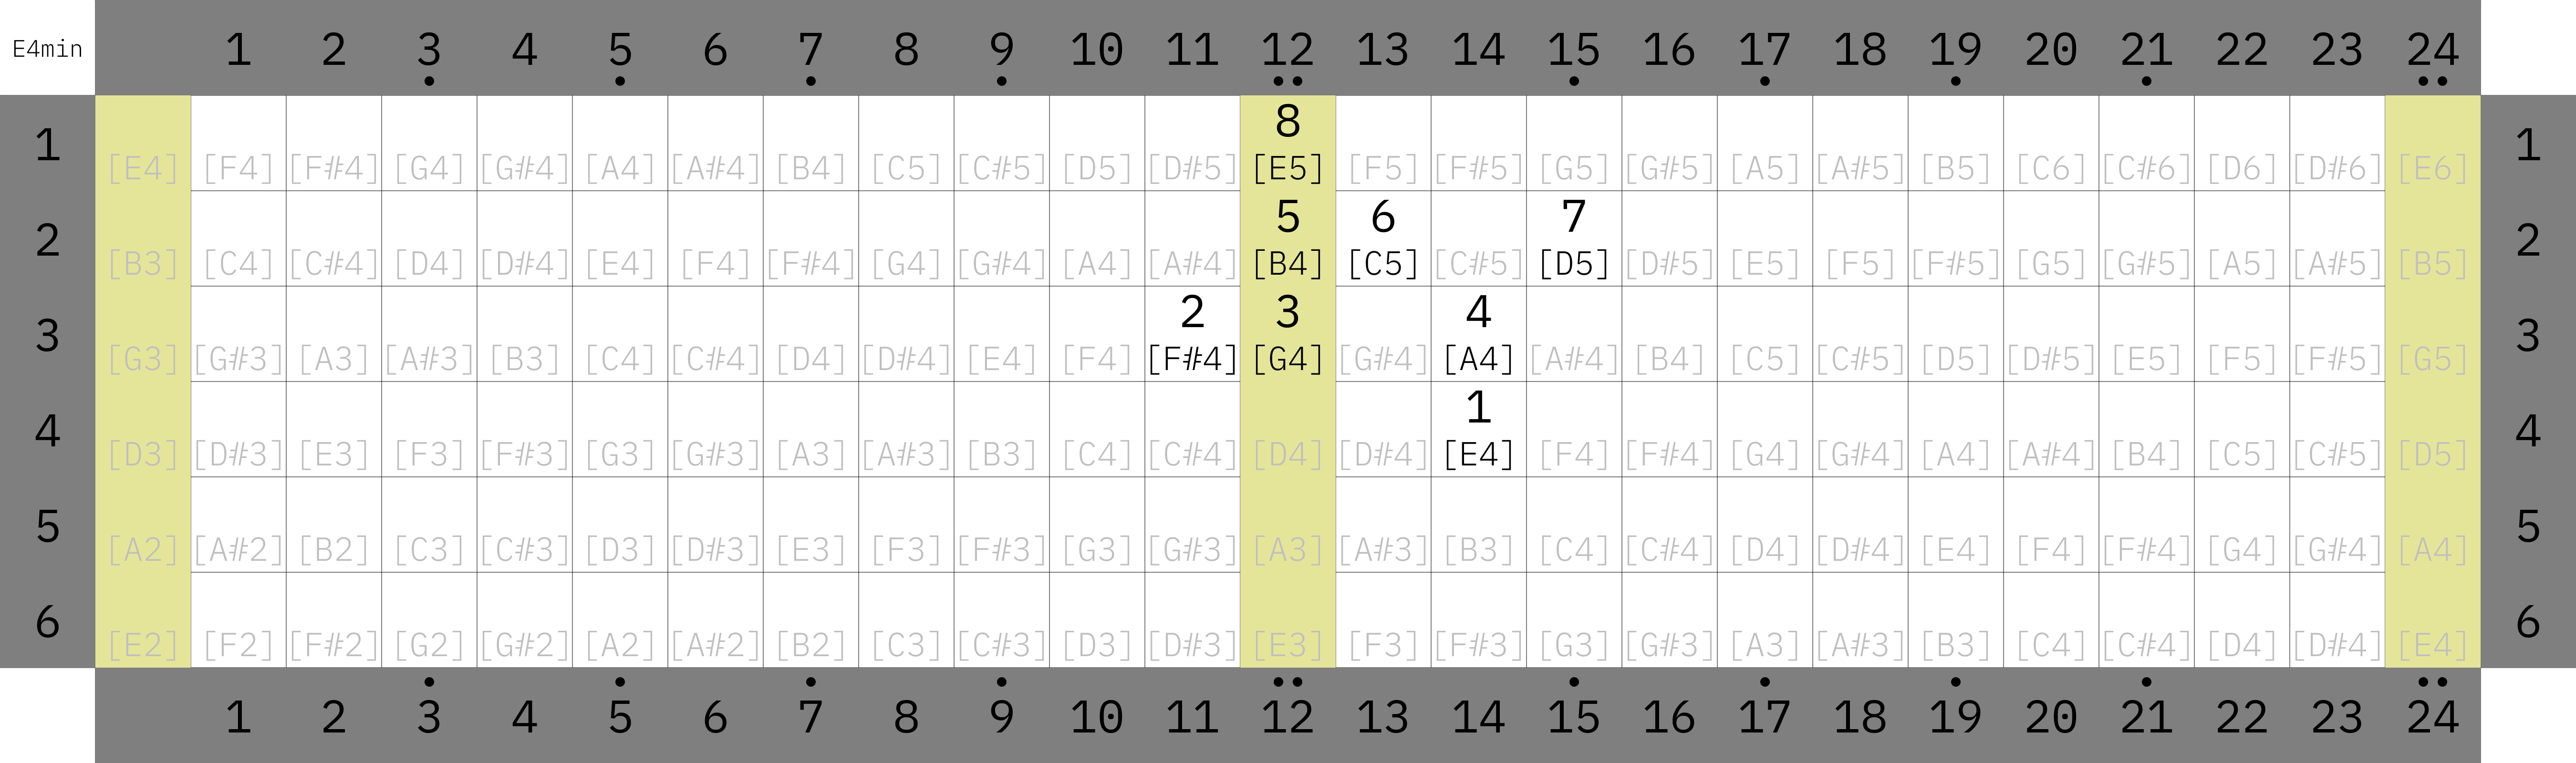 E4min 1 2 3 4 5 6 7 8 9 10 11 12 13 14 15 16 17 18 19 20 21 22 23 24
8
1 [E4] [F4] [F#4] [G4] [G#4] [A4] [A#4] [B4] [C5] [C#5] [D5] [D#5] [E5] [F5] [F#5] [G5] [G#5] [A5] [A#5] [B5] [C6] [C#6] [D6] [D#6] [E6] 1
5 6 7
2 [B3] [C4] [C#4] [D4] [D#4] [E4] [F4] [F#4] [G4] [G#4] [A4] [A#4] [B4] [C5] [C#5] [D5] [D#5] [E5] [F5] [F#5] [G5] [G#5] [A5] [A#5] [B5] 2
2 3 4
3 [G3] [G#3] [A3] [A#3] [B3] [C4] [C#4] [D4] [D#4] [E4] [F4] [F#4] [G4] [G#4] [A4] [A#4] [B4] [C5] [C#5] [D5] [D#5] [E5] [F5] [F#5] [G5] 3
1
4 [D3] [D#3] [E3] [F3] [F#3] [G3] [G#3] [A3] [A#3] [B3] [C4] [C#4] [D4] [D#4] [E4] [F4] [F#4] [G4] [G#4] [A4] [A#4] [B4] [C5] [C#5] [D5] 4
5 [A2] [A#2] [B2] [C3] [C#3] [D3] [D#3] [E3] [F3] [F#3] [G3] [G#3] [A3] [A#3] [B3] [C4] [C#4] [D4] [D#4] [E4] [F4] [F#4] [G4] [G#4] [A4] 5
6 [E2] [F2] [F#2] [G2] [G#2] [A2] [A#2] [B2] [C3] [C#3] [D3] [D#3] [E3] [F3] [F#3] [G3] [G#3] [A3] [A#3] [B3] [C4] [C#4] [D4] [D#4] [E4] 6
1 2 3 4 5 6 7 8 9 10 11 12 13 14 15 16 17 18 19 20 21 22 23 24